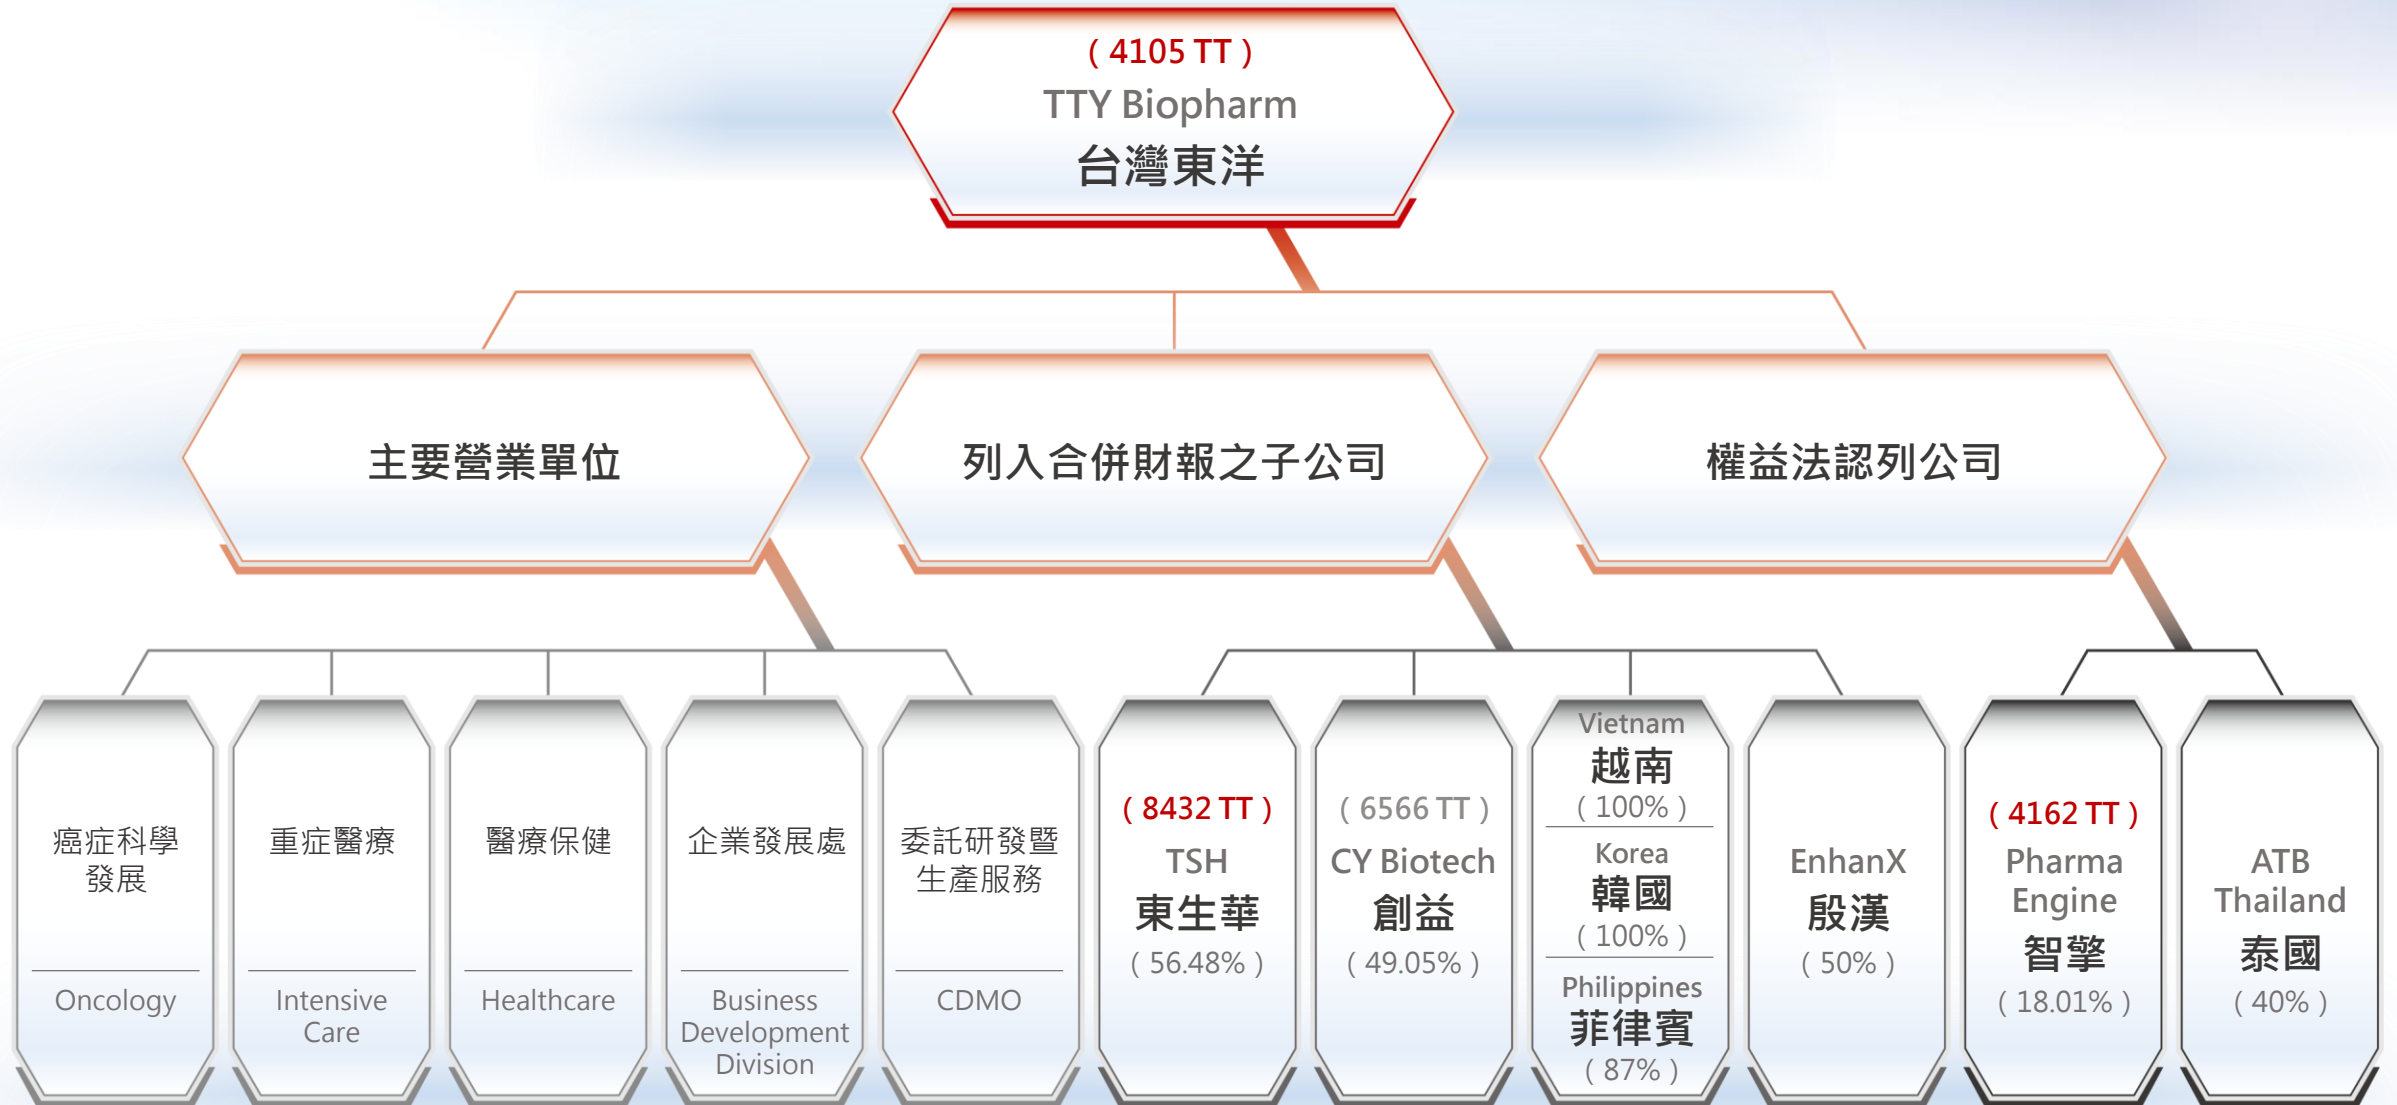 ( 4105 TT )
TTY Biopharm
台灣東洋
主要營業單位
列入合併財報之子公司
權益法認列公司
癌症科學
發展
Oncology
重症醫療
Intensive
Care
醫療保健
Healthcare
企業發展處
Business
Development
Division
委託研發暨
生產服務
CDMO
( 8432 TT )
TSH
東生華
( 56.48% )
( 6566 TT )
CY Biotech
創益
( 49.05% )
Vietnam
越南
( 100% )
Korea
韓國
( 100% )
Philippines
菲律賓
( 87% )
EnhanX
殷漢
( 50% )
( 4162 TT )
Pharma
Engine
智擎
( 18.01% )
ATB
Thailand
泰國
( 40% )